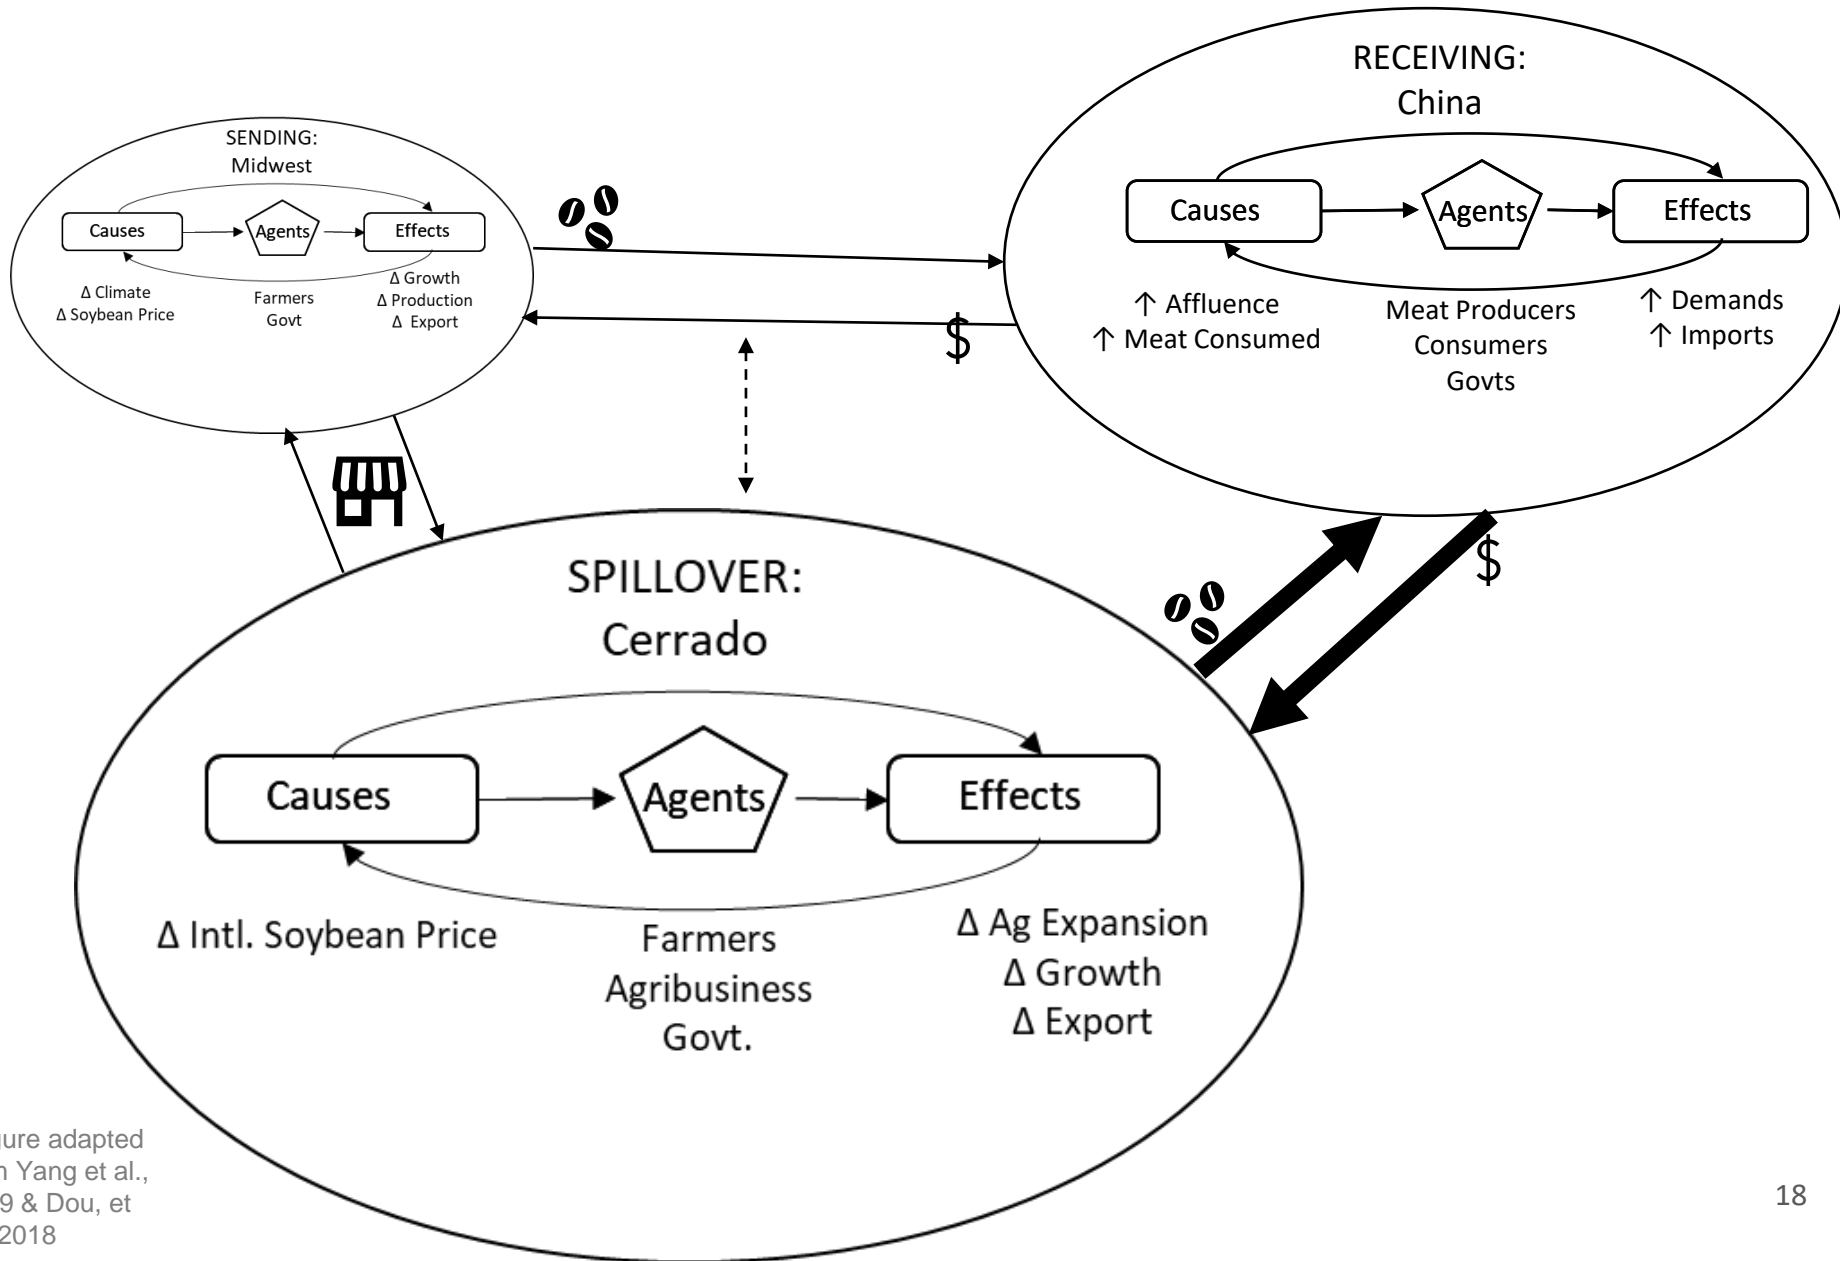 SENDING:
Midwest
Causes
Agents
Effects
Δ Climate
Δ Soybean Price
Farmers
Govt
Δ Growth
Δ Production
Δ Export
$
RECEIVING:
China
Causes
Agents
Effects
↑ Affluence
↑ Meat Consumed
Meat Producers
Consumers
Govts
↑ Demands
↑ Imports
$
SPILLOVER:
Cerrado
Causes
Agents
Effects
Δ Intl. Soybean Price
Farmers
Agribusiness
Govt.
Δ Ag Expansion
Δ Growth
Δ Export
adapted
Yang et al.,
& Dou, et
2018
18